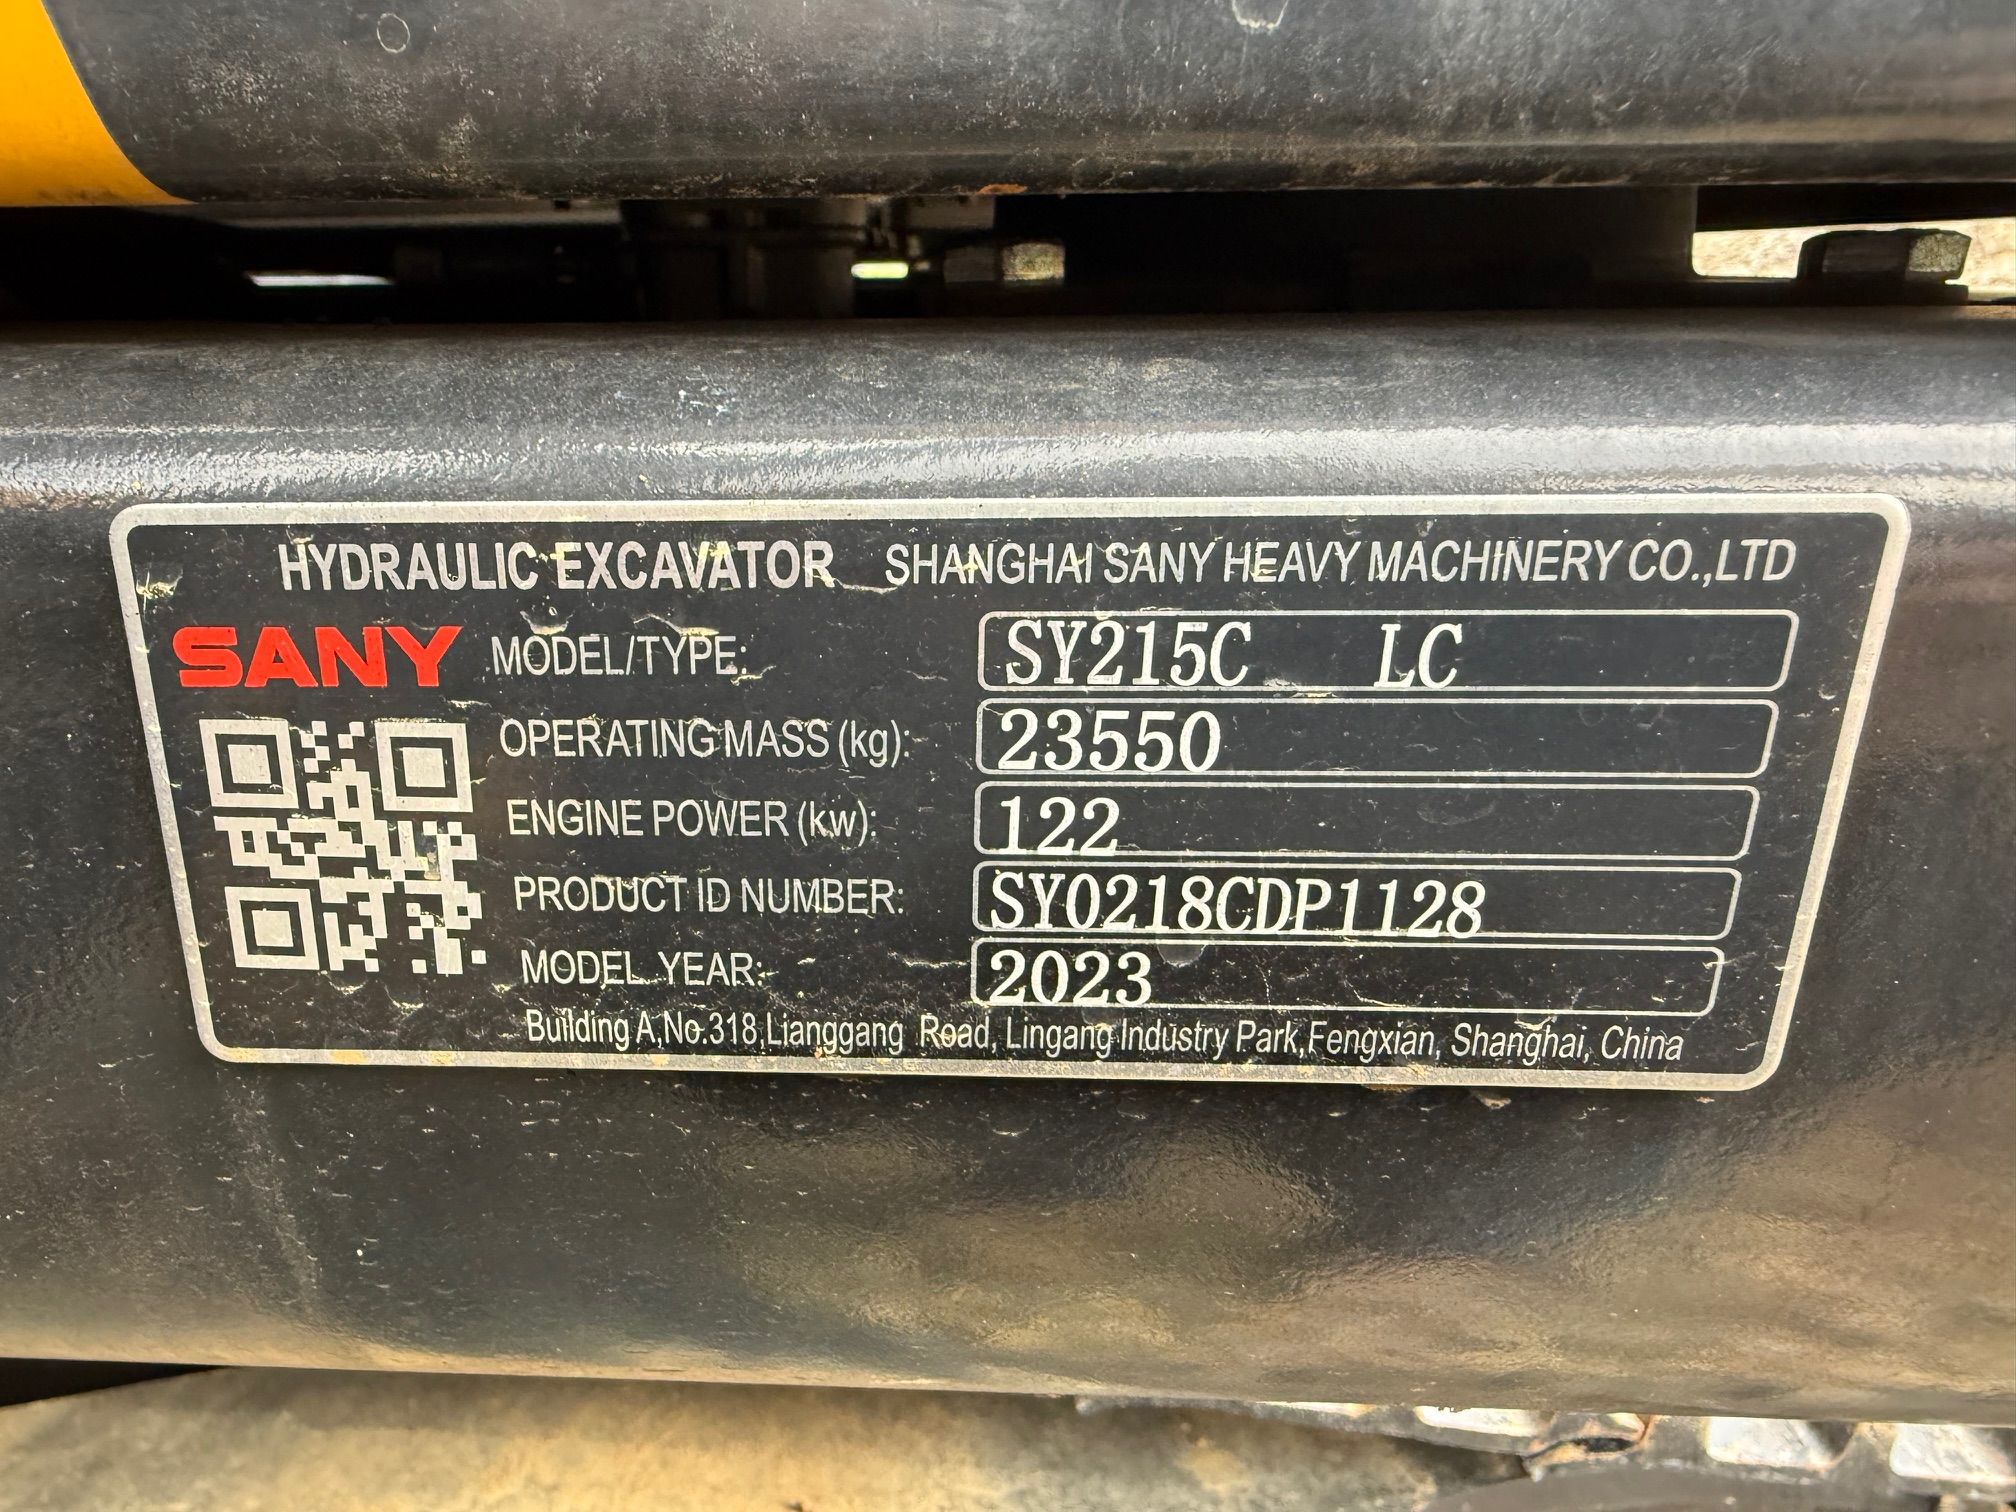 HYDRAULIC EXCAVATOR SHANGHAI SANY HEAVY MACHINERY CO.,LTD
SANY
MODEL/TYPE: SY215C LC
OPERATING MASS (kg): 23550
ENGINE POWER (kw): 122
PRODUCT ID NUMBER: SY0218CDP1128
MODEL YEAR: 2023
Building A,No.318,Lianggang Road, Lingang Industry Park,Fengxian, Shanghai, China